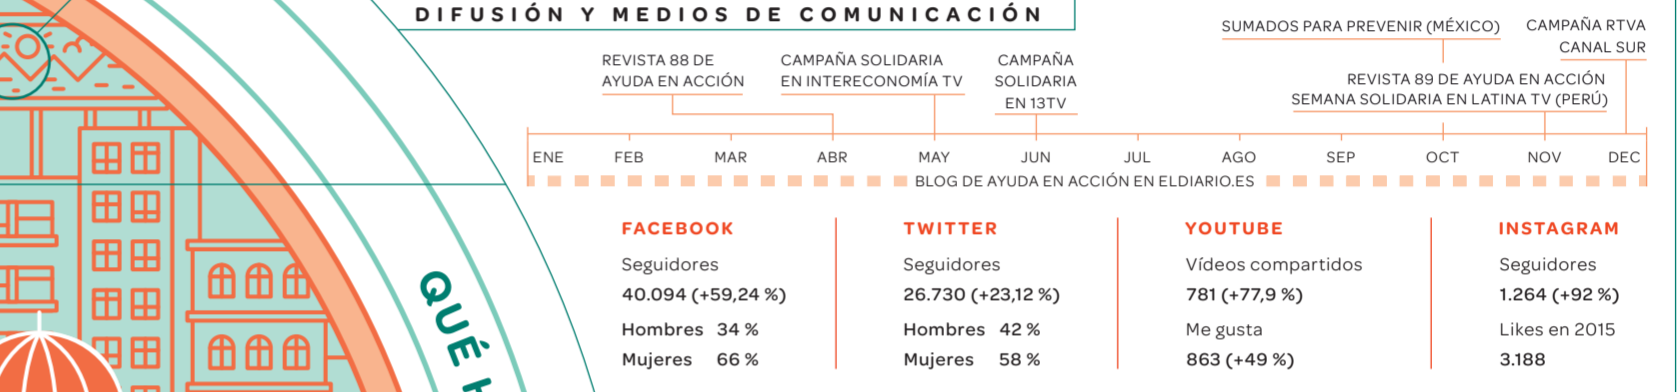 DIFUSIÓN Y MEDIOS DE COMUNICACIÓN
REVISTA 88 DE
AYUDA EN ACCIÓN
CAMPAÑA SOLIDARIA
EN INTERECONOMÍA TV
CAMPAÑA
SOLIDARIA
EN 13TV
SUMADOS PARA PREVENIR (MÉXICO)
CAMPAÑA RTVA
CANAL SUR
REVISTA 89 DE AYUDA EN ACCIÓN
SEMANA SOLIDARIA EN LATINA TV (PERÚ)
ENE FEB MAR ABR MAY JUN JUL AGO SEP OCT NOV DEC
BLOG DE AYUDA EN ACCIÓN EN ELDIARIO.ES
FACEBOOK
Seguidores
40.094 (+59,24 %)
Hombres 34 %
Mujeres 66 %
TWITTER
Seguidores
26.730 (+23,12 %)
Hombres 42 %
Mujeres 58 %
YOUTUBE
Vídeos compartidos
781 (+77,9 %)
Me gusta
863 (+49 %)
INSTAGRAM
Seguidores
1.264 (+92 %)
Likes en 2015
3.188
QUÉ